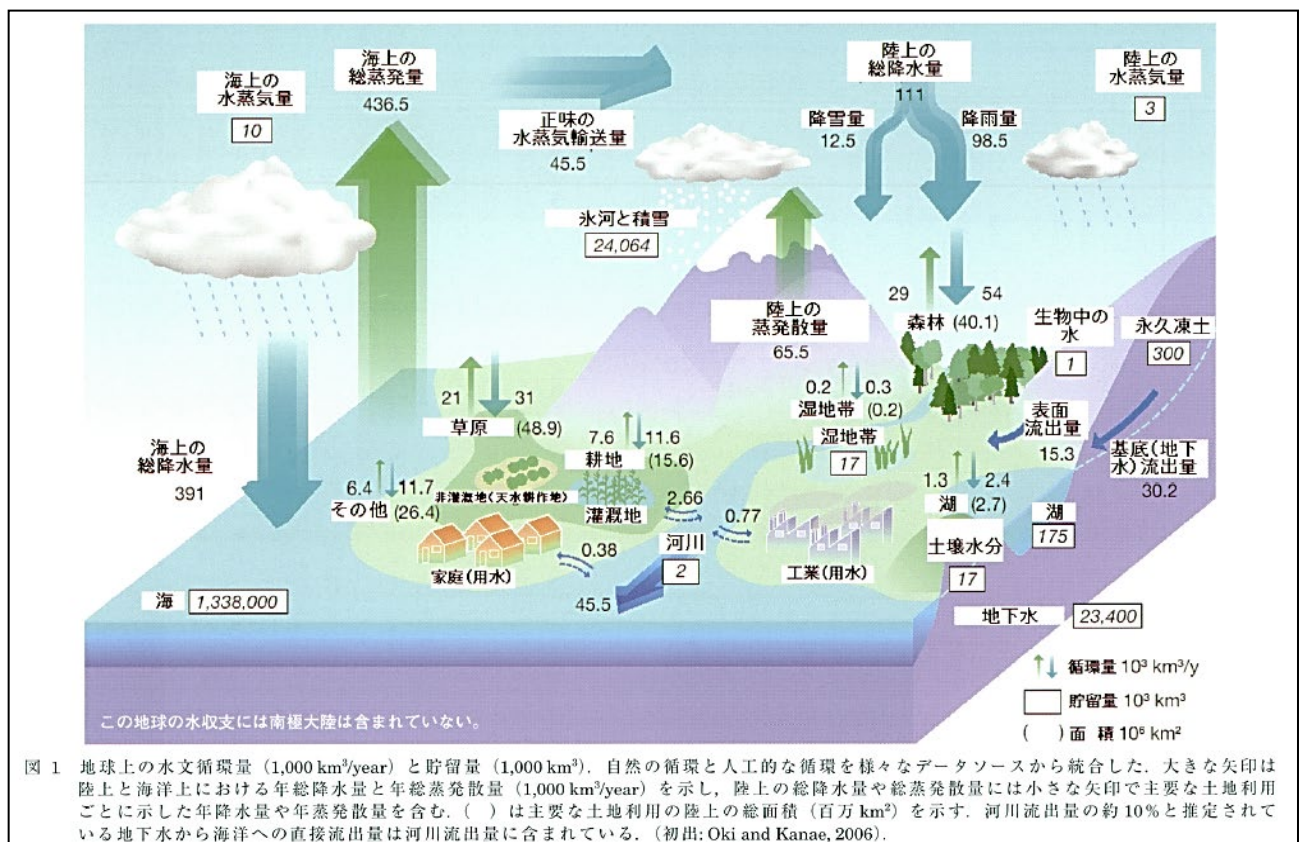 海上の
水蒸気量
10
海上の
総蒸発量
436.5
正味の
水蒸気輸送量
45.5
陸上の
総降水量
111
降雪量
12.5
降雨量
98.5
陸上の
水蒸気量
3
氷河と積雪
24,064
陸上の
蒸発散量
65.5
29
54
森林 (40.1)
生物中の
水
1
永久凍土
300
海上の
総降水量
391
21
31
草原
(48.9)
7.6
11.6
耕地
(15.6)
0.2
0.3
湿地帯 (0.2)
湿地帯
17
表面
流出量
15.3
基底(地下
水)流出量
30.2
6.4
11.7
その他 (26.4)
非灌漑地(天水耕作地)
灌漑地
2.66
0.77
1.3
2.4
湖 (2.7)
湖
175
家庭(用水)
0.38
河川
2
工業(用水)
土壌水分
17
45.5
海 1,338,000
地下水 23,400
循環量 10³ km³/y
貯留量 10³ km³
( )面 積 10⁶ km²
この地球の水収支には南極大陸は含まれていない。
図 1 地球上の水文循環量 (1,000 km³/year) と貯留量 (1,000 km³). 自然の循環と人工的な循環を様々なデータソースから統合した. 大きな矢印は
陸上と海洋上における年総降水量と年総蒸発散量 (1,000 km³/year) を示し, 陸上の総降水量や総蒸発散量には小さな矢印で主要な土地利用
ごとに示した年降水量や年蒸発散量を含む. ( ) は主要な土地利用の陸上の総面積 (百万 km²) を示す. 河川流出量の約 10%と推定されて
いる地下水から海洋への直接流出量は河川流出量に含まれている. (初出: Oki and Kanae, 2006).